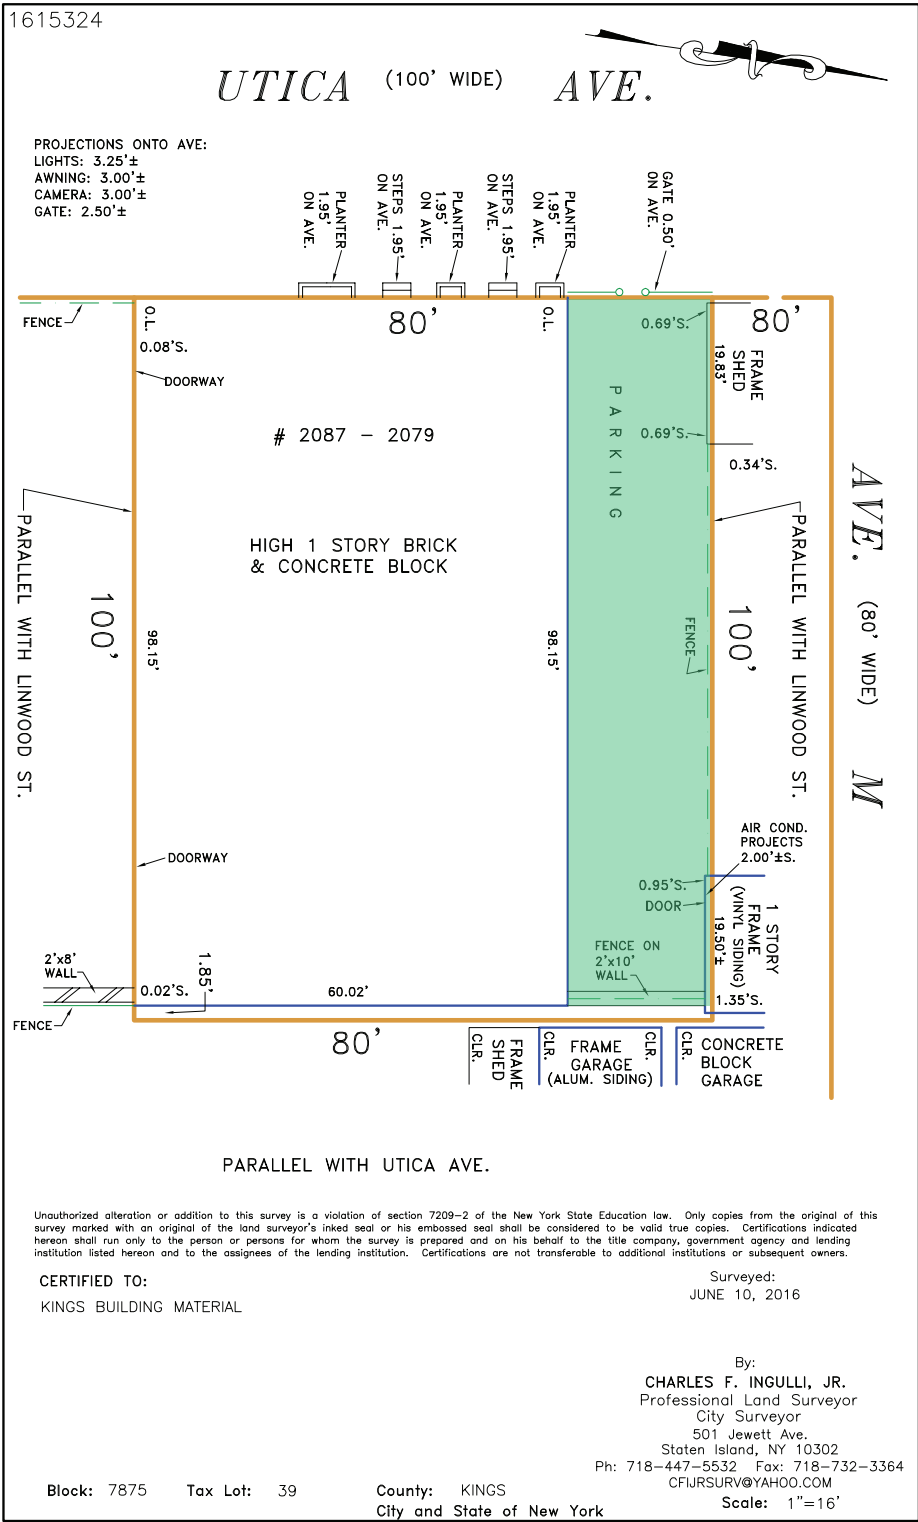 1615324
UTICA (100' WIDE) AVE.
PROJECTIONS ONTO AVE:
LIGHTS: 3.25'±
AWNING: 3.00'±
CAMERA: 3.00'±
GATE: 2.50'±
PLANTER
1.95'
ON AVE.
STEPS 1.95'
ON AVE.
PLANTER
1.95'
ON AVE.
STEPS 1.95'
ON AVE.
PLANTER
1.95'
ON AVE.
GATE 0.50'
ON AVE.
FENCE
O.L.
80'
O.L.
0.69'S.
80'
0.08'S.
DOORWAY
FRAME
SHED
19.83'
# 2087 - 2079
PARKING
0.69'S.
0.34'S.
HIGH 1 STORY BRICK
& CONCRETE BLOCK
PARALLEL WITH LINWOOD ST.
100'
98.15'
98.15'
FENCE
100'
PARALLEL WITH LINWOOD ST.
AVE. (80' WIDE) M
DOORWAY
AIR COND.
PROJECTS
2.00'±S.
0.95'S.
DOOR
1 STORY
FRAME
(VINYL SIDING)
19.50'±
FENCE ON
2'x10'
WALL
2'x8'
WALL
0.02'S.
1.85'
60.02'
1.35'S.
FENCE
80'
FRAME
SHED
CLR.
CLR.
FRAME
GARAGE
(ALUM. SIDING)
CLR.
CLR.
CONCRETE
BLOCK
GARAGE
PARALLEL WITH UTICA AVE.
Unauthorized alteration or addition to this survey is a violation of section 7209-2 of the New York State Education law. Only copies from the original of this
survey marked with an original of the land surveyor's inked seal or his embossed seal shall be considered to be valid true copies. Certifications indicated
hereon shall run only to the person or persons for whom the survey is prepared and on his behalf to the title company, government agency and lending
institution listed hereon and to the assignees of the lending institution. Certifications are not transferable to additional institutions or subsequent owners.
CERTIFIED TO:
KINGS BUILDING MATERIAL
Surveyed:
JUNE 10, 2016
By:
CHARLES F. INGULLI, JR.
Professional Land Surveyor
City Surveyor
501 Jewett Ave.
Staten Island, NY 10302
Ph: 718-447-5532 Fax: 718-732-3364
CFIJRSURV@YAHOO.COM
Scale: 1"=16'
Block: 7875 Tax Lot: 39 County: KINGS
City and State of New York